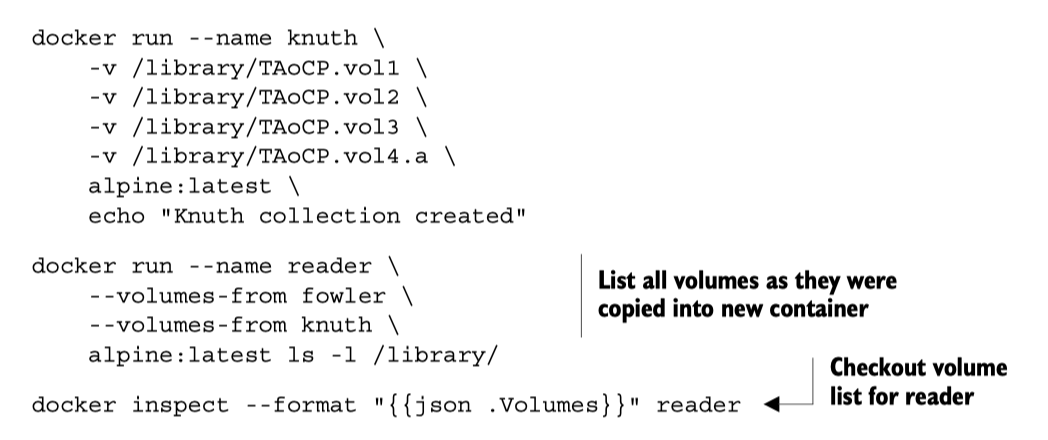 docker run --name knuth \
-v /library/TAoCP.vol1 \
-v /library/TAoCP.vol2 \
-v /library/TAoCP.vol3 \
-v /library/TAoCP.vol4.a \
alpine:latest \
echo "Knuth collection created"
docker run --name reader \
--volumes-from fowler \
--volumes-from knuth \
alpine:latest ls -l /library/
List all volumes as they were
copied into new container
docker inspect --format "{{json .Volumes}}" reader
Checkout volume
list for reader